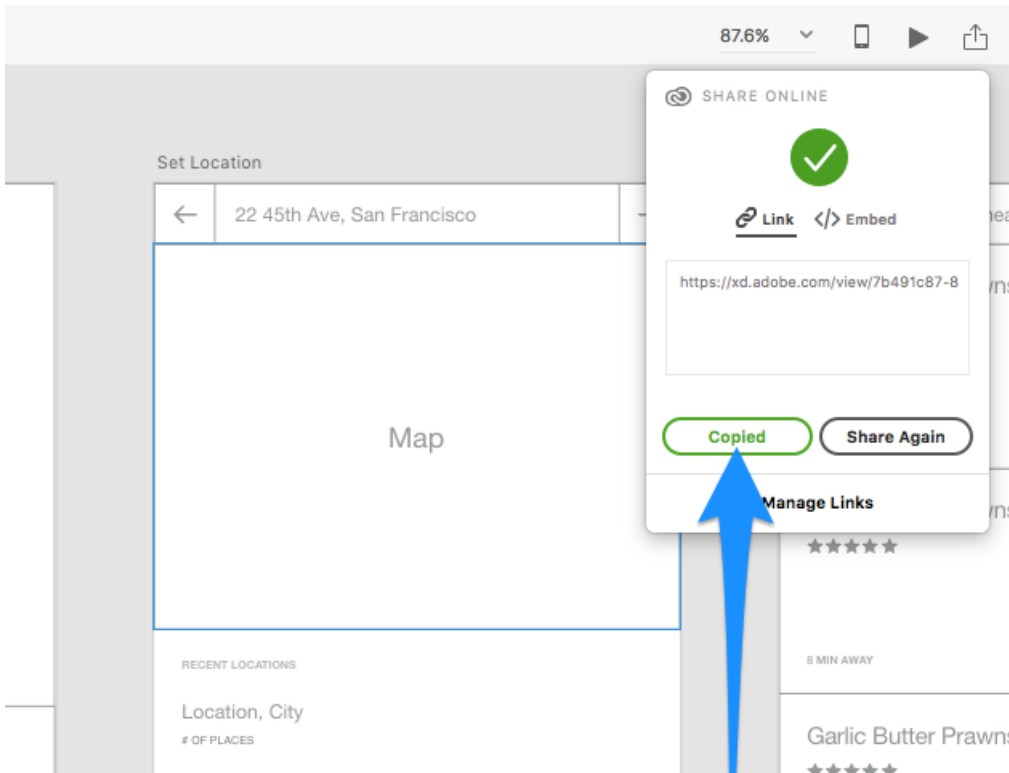 87.6%
SHARE ONLINE
Set Location
22 45th Ave, San Francisco
Link
</> Embed
https://xd.adobe.com/view/7b491c87-8
Map
Copied
Share Again
Manage Links
RECENT LOCATIONS
8 MIN AWAY
Location, City
# OF PLACES
Garlic Butter Prawns